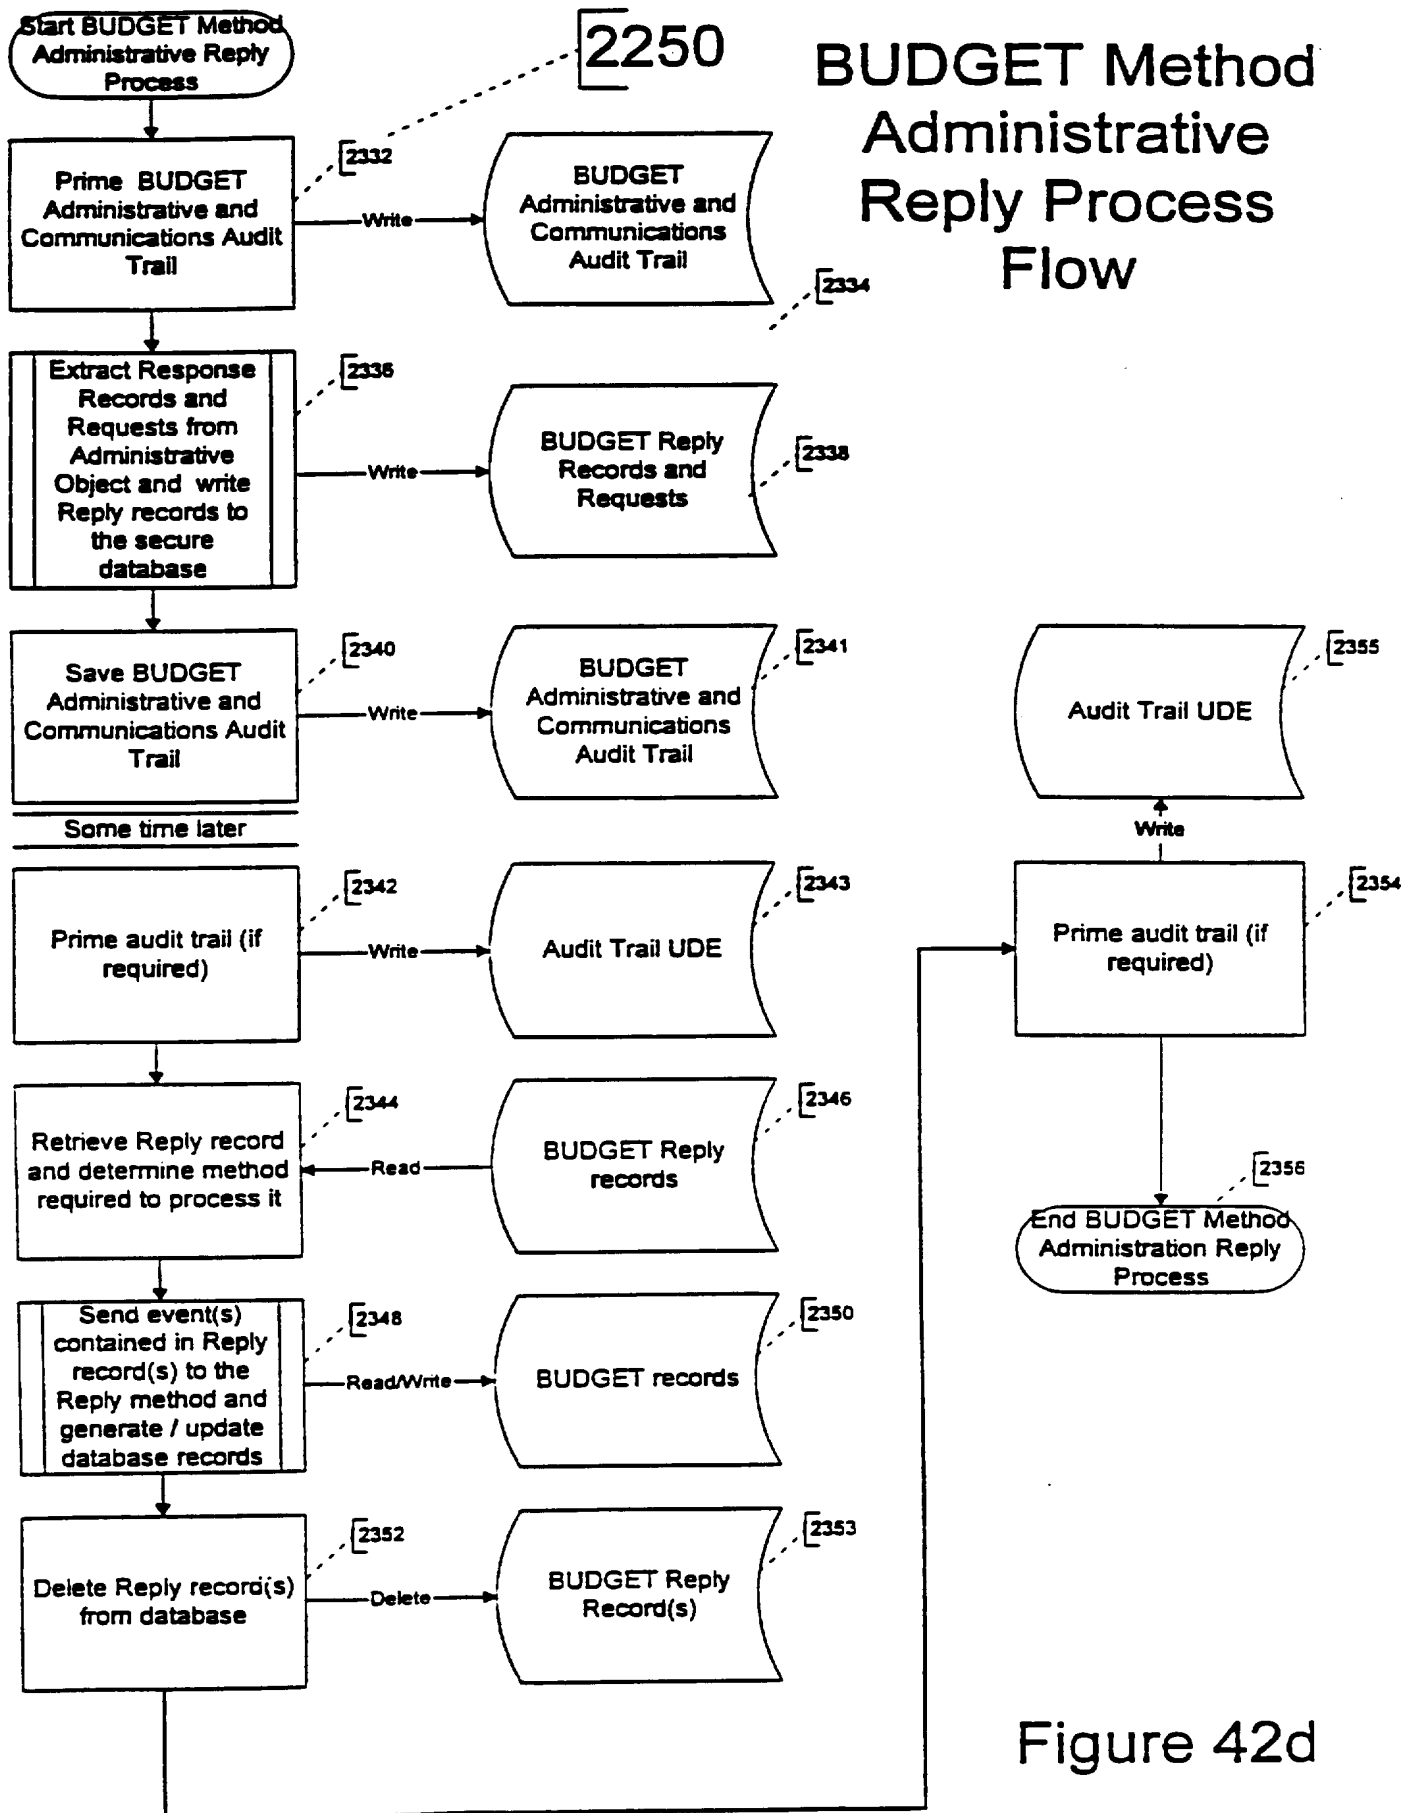 Start BUDGET Method
Administrative Reply
Process
2250
BUDGET Method
Administrative
Reply Process
Flow
2332
Prime BUDGET
Administrative and
Communications Audit
Trail
Write
BUDGET
Administrative and
Communications
Audit Trail
2334
Extract Response
Records and
Requests from
Administrative
Object and write
Reply records to
the secure
database
2336
Write
BUDGET Reply
Records and
Requests
2338
Save BUDGET
Administrative and
Communications Audit
Trail
2340
Write
BUDGET
Administrative and
Communications
Audit Trail
2341
Some time later
Prime audit trail (if
required)
2342
Write
Audit Trail UDE
2343
Retrieve Reply record
and determine method
required to process it
2344
Read
BUDGET Reply
records
2346
Send event(s)
contained in Reply
record(s) to the
Reply method and
generate / update
database records
2348
Read/Write
BUDGET records
2350
Delete Reply record(s)
from database
2352
Delete
BUDGET Reply
Record(s)
2353
Audit Trail UDE
2355
Write
Prime audit trail (if
required)
2354
2356
End BUDGET Method
Administration Reply
Process
Figure 42d